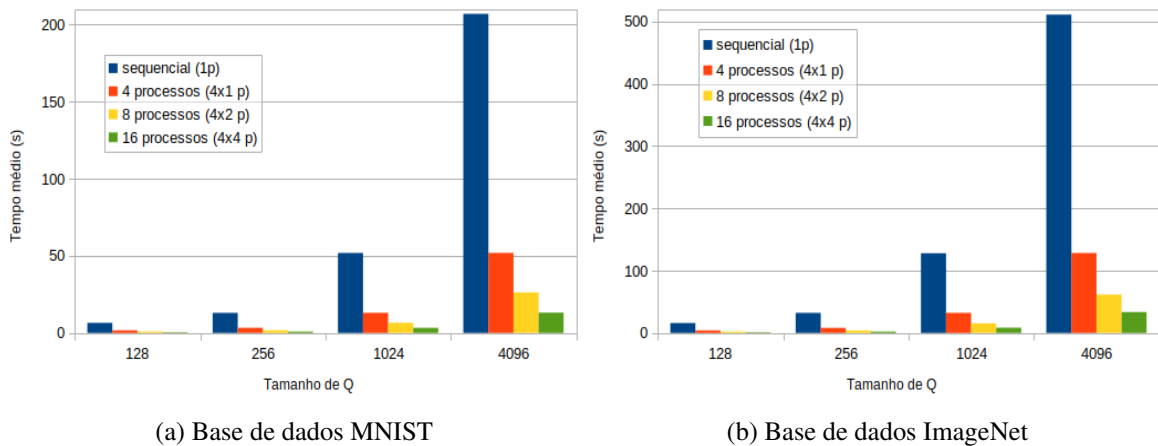 200
150
100
50
0
Tempo médio (s)
sequencial (1p)
4 processos (4x1 p)
8 processos (4x2 p)
16 processos (4x4 p)
128 256 1024 4096
Tamanho de Q
(a) Base de dados MNIST
500
400
300
200
100
0
Tempo médio (s)
sequencial (1p)
4 processos (4x1 p)
8 processos (4x2 p)
16 processos (4x4 p)
128 256 1024 4096
Tamanho de Q
(b) Base de dados ImageNet